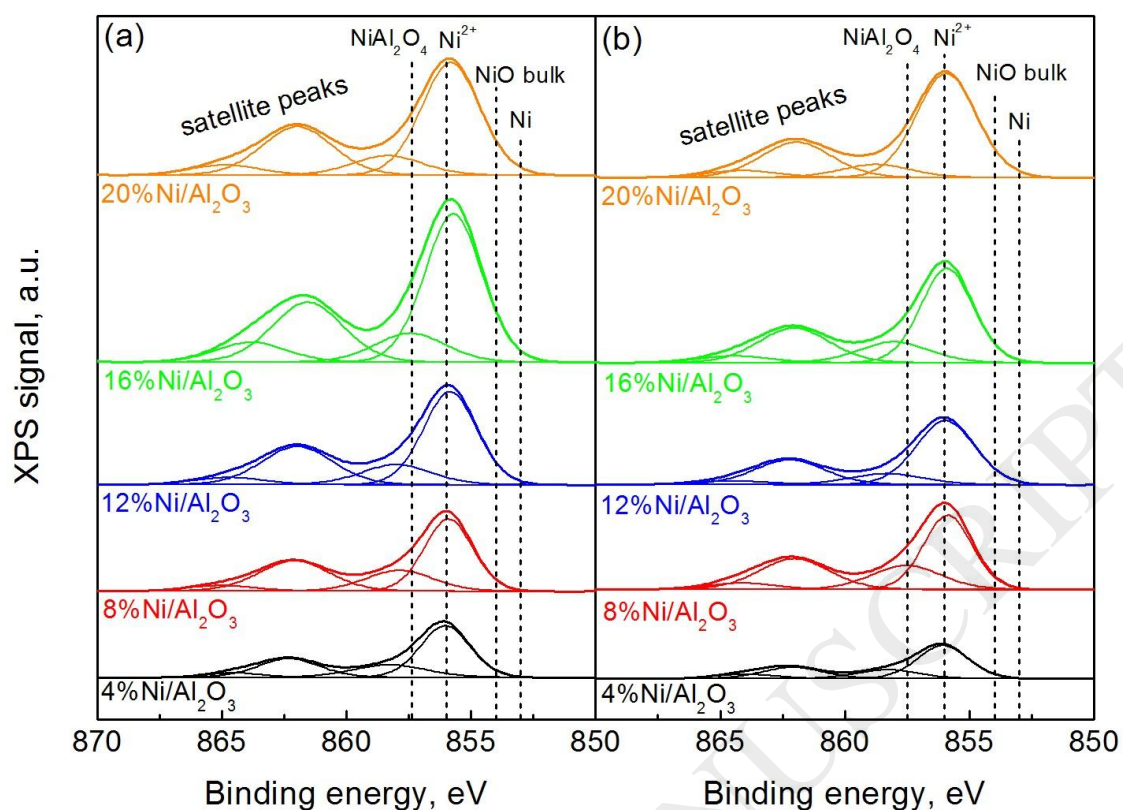 (a)
NiAl₂O₄ Ni²⁺
NiO bulk
Ni
satellite peaks
20%Ni/Al₂O₃
16%Ni/Al₂O₃
12%Ni/Al₂O₃
8%Ni/Al₂O₃
4%Ni/Al₂O₃
870 865 860 855 850
Binding energy, eV
XPS signal, a.u.
(b)
NiAl₂O₄ Ni²⁺
NiO bulk
Ni
satellite peaks
20%Ni/Al₂O₃
16%Ni/Al₂O₃
12%Ni/Al₂O₃
8%Ni/Al₂O₃
4%Ni/Al₂O₃
865 860 855 850
Binding energy, eV
NUSCRIPT